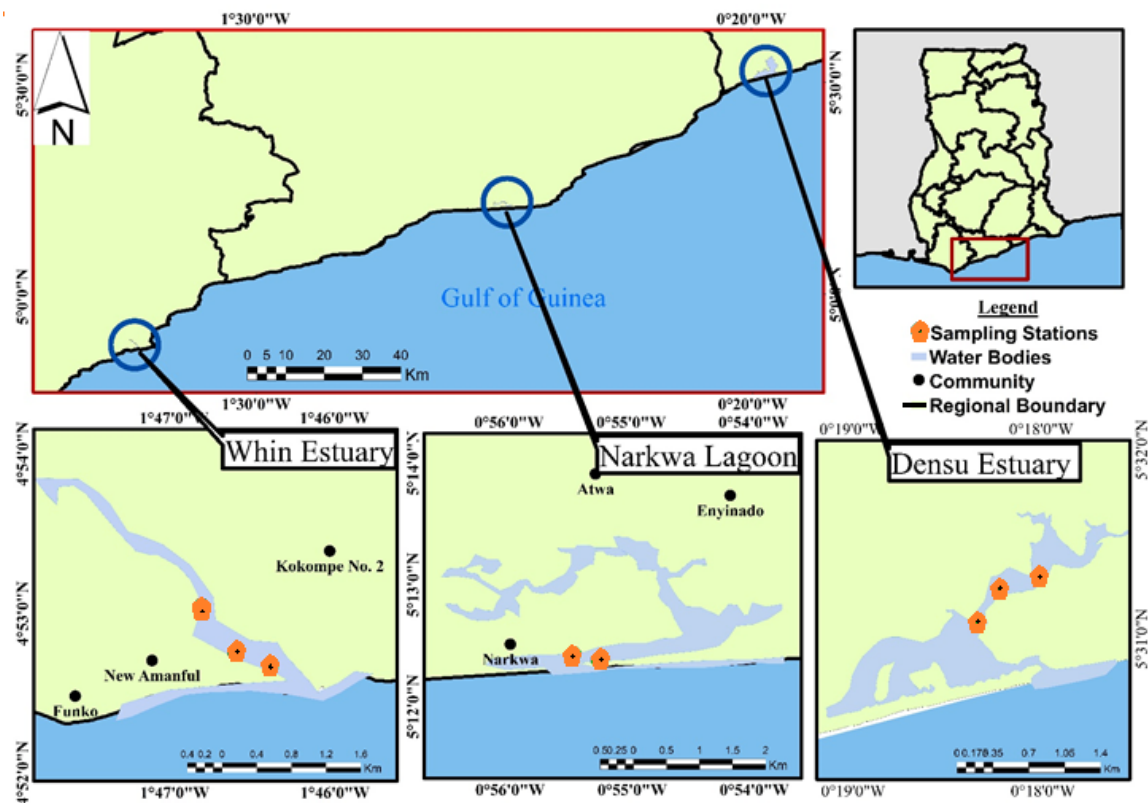 1°30'0"W 0°20'0"W
5°30'0"N
5°30'0"N
N
Gulf of Guinea
5°0'0"N
5°0'0"N
0 5 10 20 30 40
Km
1°30'0"W 0°20'0"W
Legend
Sampling Stations
Water Bodies
Community
Regional Boundary
1°47'0"W 1°46'0"W
Whin Estuary
4°54'0"N
4°53'0"N
4°52'0"N
Kokompe No. 2
New Amanful
Funko
0.4 0.2 0 0.4 0.8 1.2 1.6
Km
1°47'0"W 1°46'0"W
0°56'0"W 0°55'0"W 0°54'0"W
Narkwa Lagoon
5°14'0"N
5°13'0"N
5°12'0"N
Atwa
Enyinado
Narkwa
0.50.25 0 0.5 1 1.5 2
Km
0°56'0"W 0°55'0"W 0°54'0"W
0°19'0"W 0°18'0"W
Densu Estuary
5°32'0"N
5°31'0"N
0 0.170.35 0.7 1.05 1.4
Km
0°19'0"W 0°18'0"W